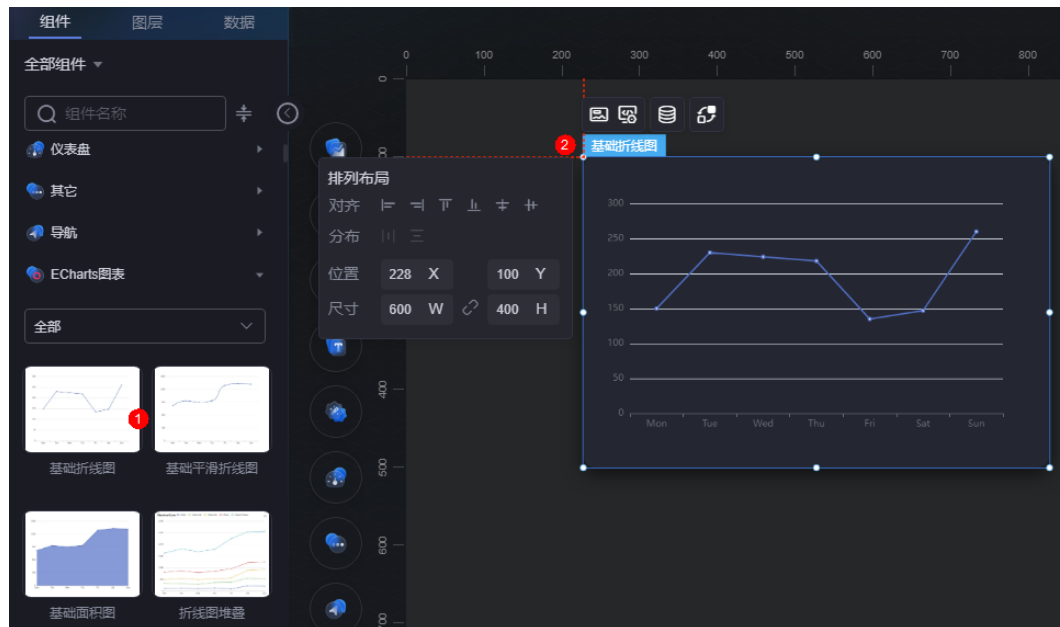 组件 图层 数据
全部组件
组件名称
仪表盘
其它
导航
ECharts图表
全部
1
基础折线图 基础平滑折线图
基础面积图 折线图堆叠
0 100 200 300 400 500 600 700 800
0
400
500
600
排列布局
对齐
分布
位置 228 X 100 Y
尺寸 600 W 400 H
2
基础折线图
300
250
200
150
100
50
0
Mon Tue Wed Thu Fri Sat Sun